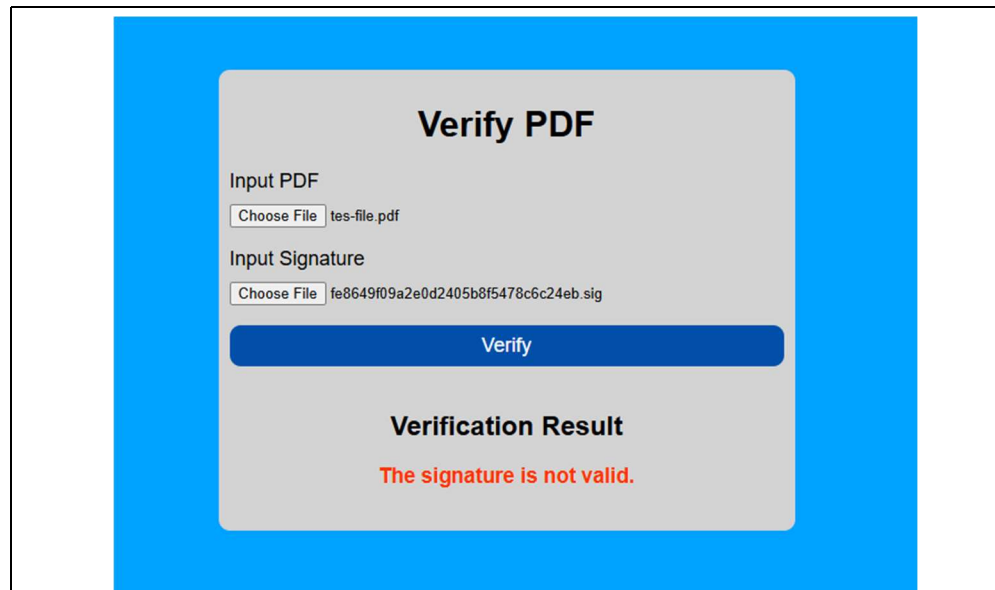 Verify PDF
Input PDF
Choose File tes-file.pdf
Input Signature
Choose File fe8649f09a2e0d2405b8f5478c6c24eb.sig
Verify
Verification Result
The signature is not valid.